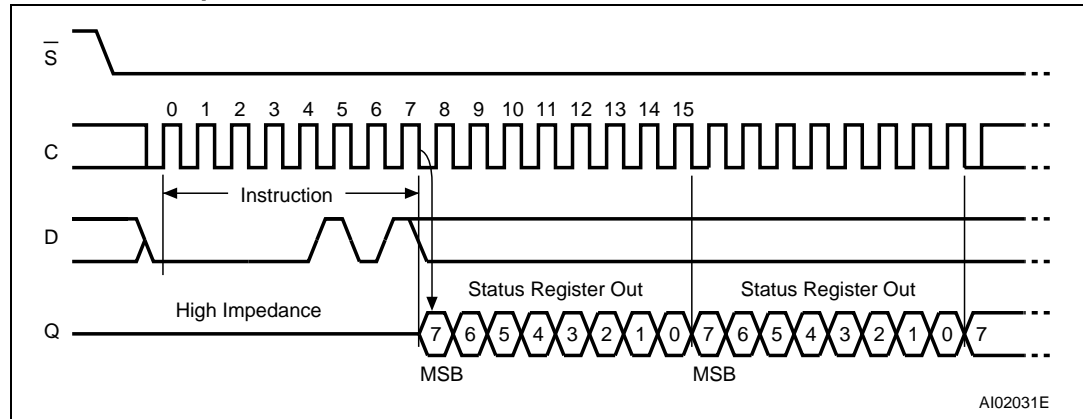 S
0 1 2 3 4 5 6 7 8 9 10 11 12 13 14 15
C
Instruction
D
Status Register Out Status Register Out
High Impedance
Q 7 6 5 4 3 2 1 0 7 6 5 4 3 2 1 0 7
MSB MSB
AI02031E